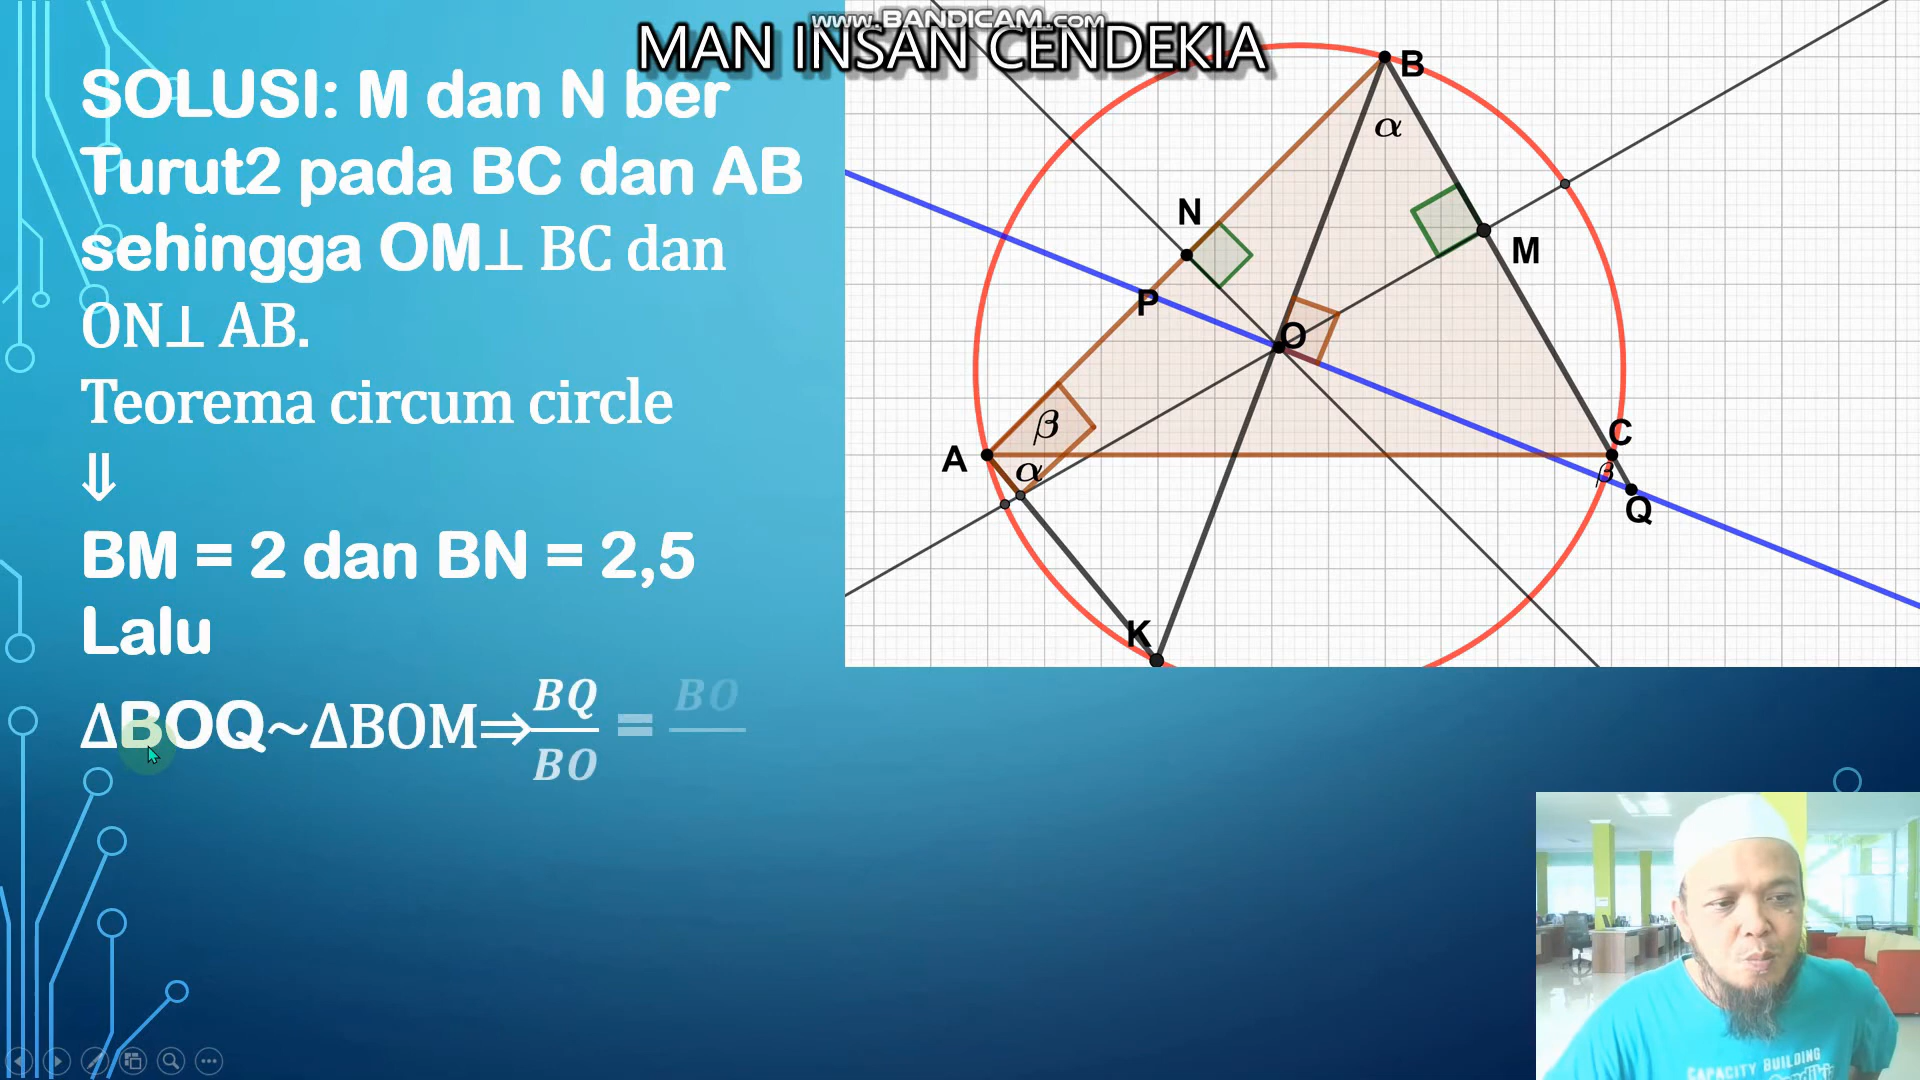 www.BANDICAM.com
MAN INSAN CENDEKIA
SOLUSI: M dan N ber
Turut2 pada BC dan AB
sehingga OM⊥ BC dan
ON⊥ AB.
Teorema circum circle
⇓
BM = 2 dan BN = 2,5
Lalu
ΔBOQ~ΔBOM⇒BQ/BO = BO
B
α
N
M
P
O
β
A
α
C
β
Q
K
CAPACITY BUILDING